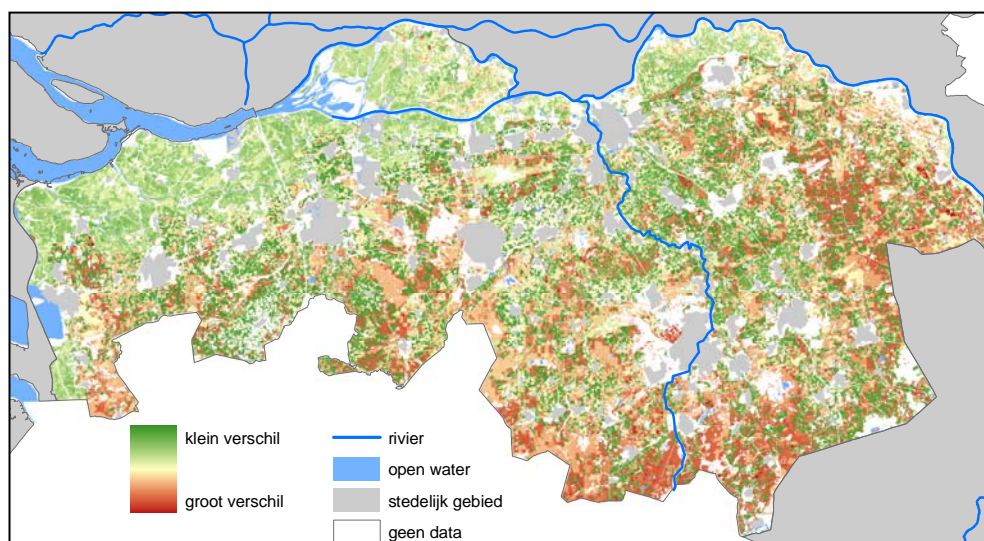 klein verschil
groot verschil
rivier
open water
stedelijk gebied
geen data